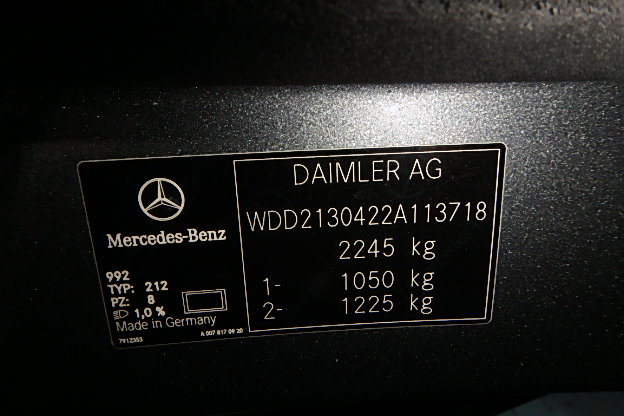 DAIMLER AG
WDD2130422A113718
2245 kg
1- 1050 kg
2- 1225 kg
Mercedes-Benz
992
TYP: 212
PZ: 8
1,0 %
Made in Germany
7912353
A 007 817 09 20